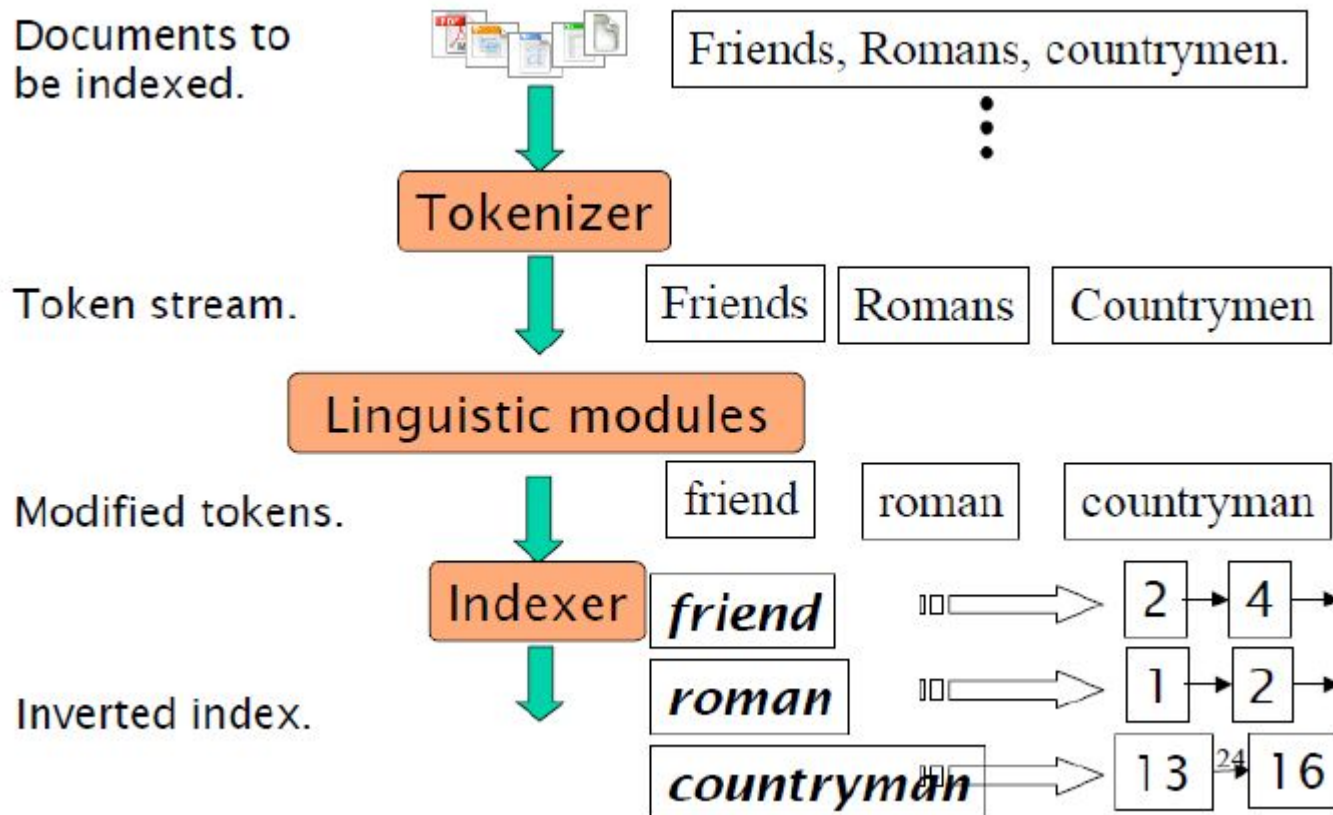 Documents to
be indexed.
Friends, Romans, countrymen.
Tokenizer
Token stream.
Friends Romans Countrymen
Linguistic modules
Modified tokens.
friend roman countryman
Indexer
friend 2 4
roman 1 2
Inverted index.
countryman 13 24 16